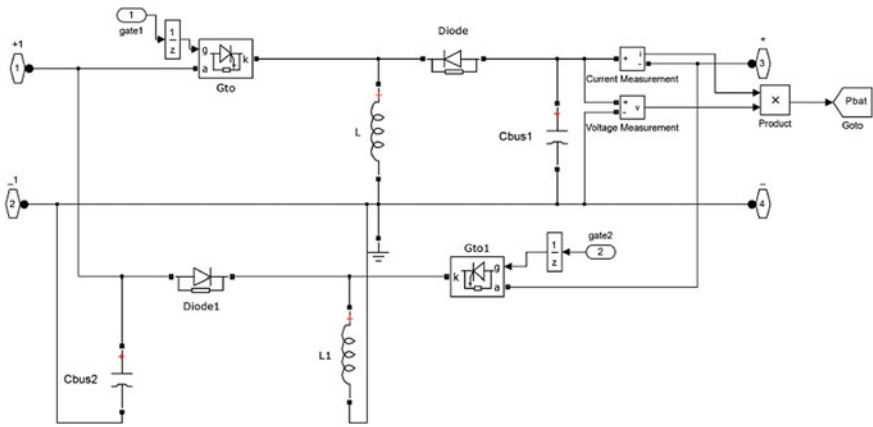 1
gate1
1
z
g
a
k
Gto
+1
1
Diode
+
i
-
Current Measurement
+
3
L
Cbus1
+
-
v
Voltage Measurement
×
Product
Pbat
Goto
_1
2
–
4
Gto1
k
g
a
1
z
gate2
2
Diode1
L1
Cbus2